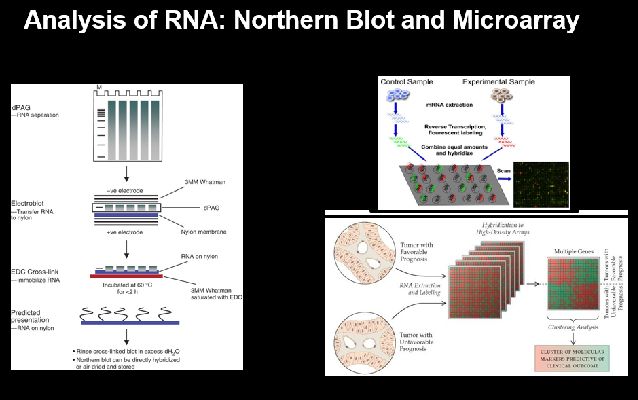 Analysis of RNA: Northern Blot and Microarray
M
dPAG
—RNA separation
-ve electrode
3MM Whatman
Electroblot
—Transfer RNA
to nylon
dPAG
+ve electrode
Nylon membrane
RNA on nylon
EDC Cross-link
—Immobilize RNA
Incubated at 60 °C
for <2 h
3MM Whatman
saturated with EDC
Predicted
presentation
—RNA on nylon
• Rinse cross-linked blot in excess dH₂O
• Northern blot can be directly hybridized
or air dried and stored
Control Sample
Experimental Sample
mRNA extraction
Reverse Transcription,
fluorescent labeling
Combine equal amounts
and hybridize
Scan
Tumor with
Favorable
Prognosis
RNA Extraction
and Labeling
Tumor with
Unfavorable
Prognosis
Hybridization to
High-Density Arrays
Multiple Genes
Tumors with
Unfavorable
Prognosis
Tumors with
Favorable
Prognosis
Clustering Analysis
CLUSTER OF MOLECULAR
MARKERS PREDICTIVE OF
CLINICAL OUTCOME